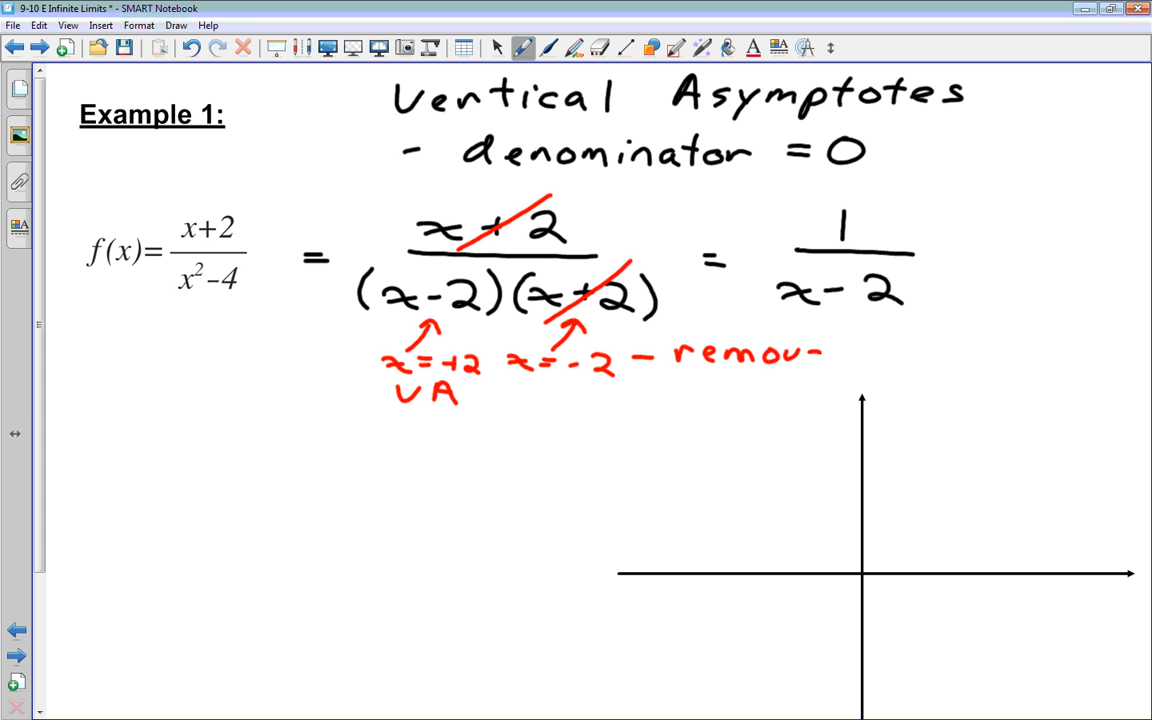 9-10 E Infinite Limits * - SMART Notebook
File Edit View Insert Format Draw Help
Vertical Asymptotes
Example 1:
- denominator = 0
f(x)= x+2 / x²-4 = x + 2 / (x-2)(x+2) = 1 / x-2
x=+2 x=-2 - remov-
VA